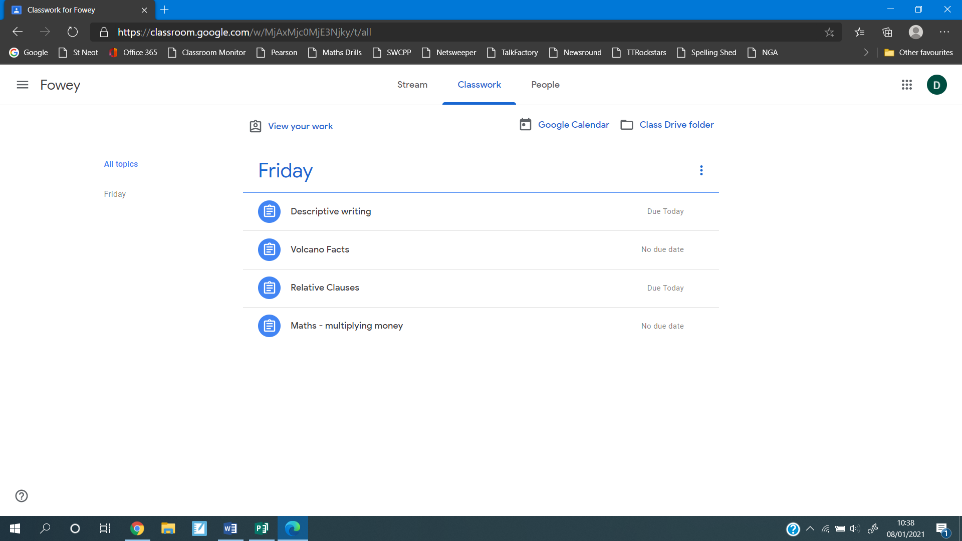 Classwork for Fowey
https://classroom.google.com/w/MjAxMjc0MjE3Njky/t/all
Google St Neot Office 365 Classroom Monitor Pearson Maths Drills SWCPP Netsweeper TalkFactory Newsround TTRockstars Spelling Shed NGA Other favourites
Fowey Stream Classwork People D
View your work Google Calendar Class Drive folder
All topics
Friday
Friday
Descriptive writing Due Today
Volcano Facts No due date
Relative Clauses Due Today
Maths - multiplying money No due date
10:38
08/01/2021
1